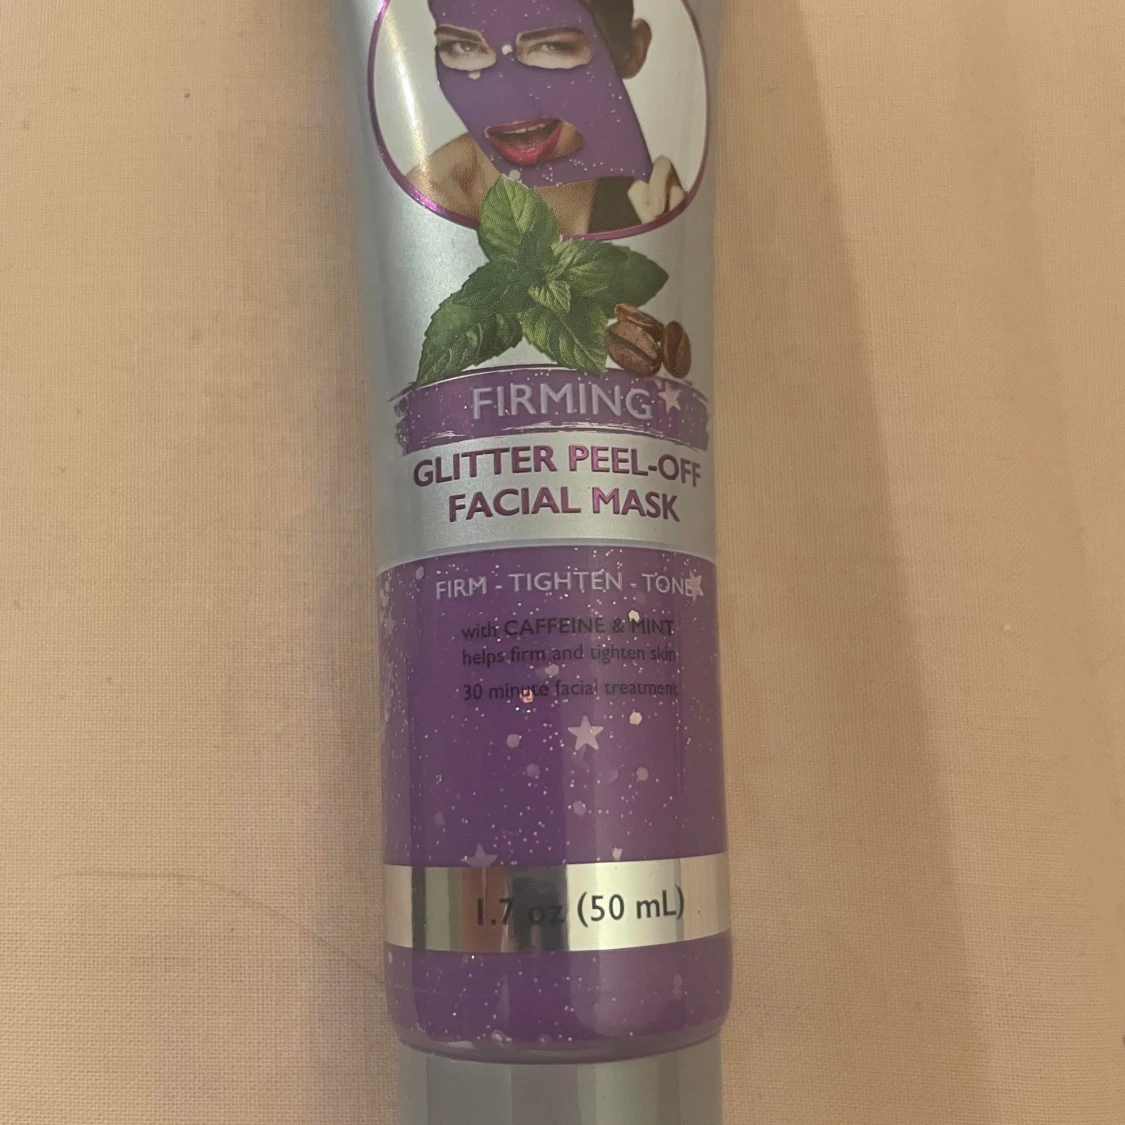 FIRMING
GLITTER PEEL-OFF
FACIAL MASK
FIRM - TIGHTEN - TONE
with CAFFEINE & MINT
helps firm and tighten skin
30 minute facial treatment
1.7 oz (50 mL)